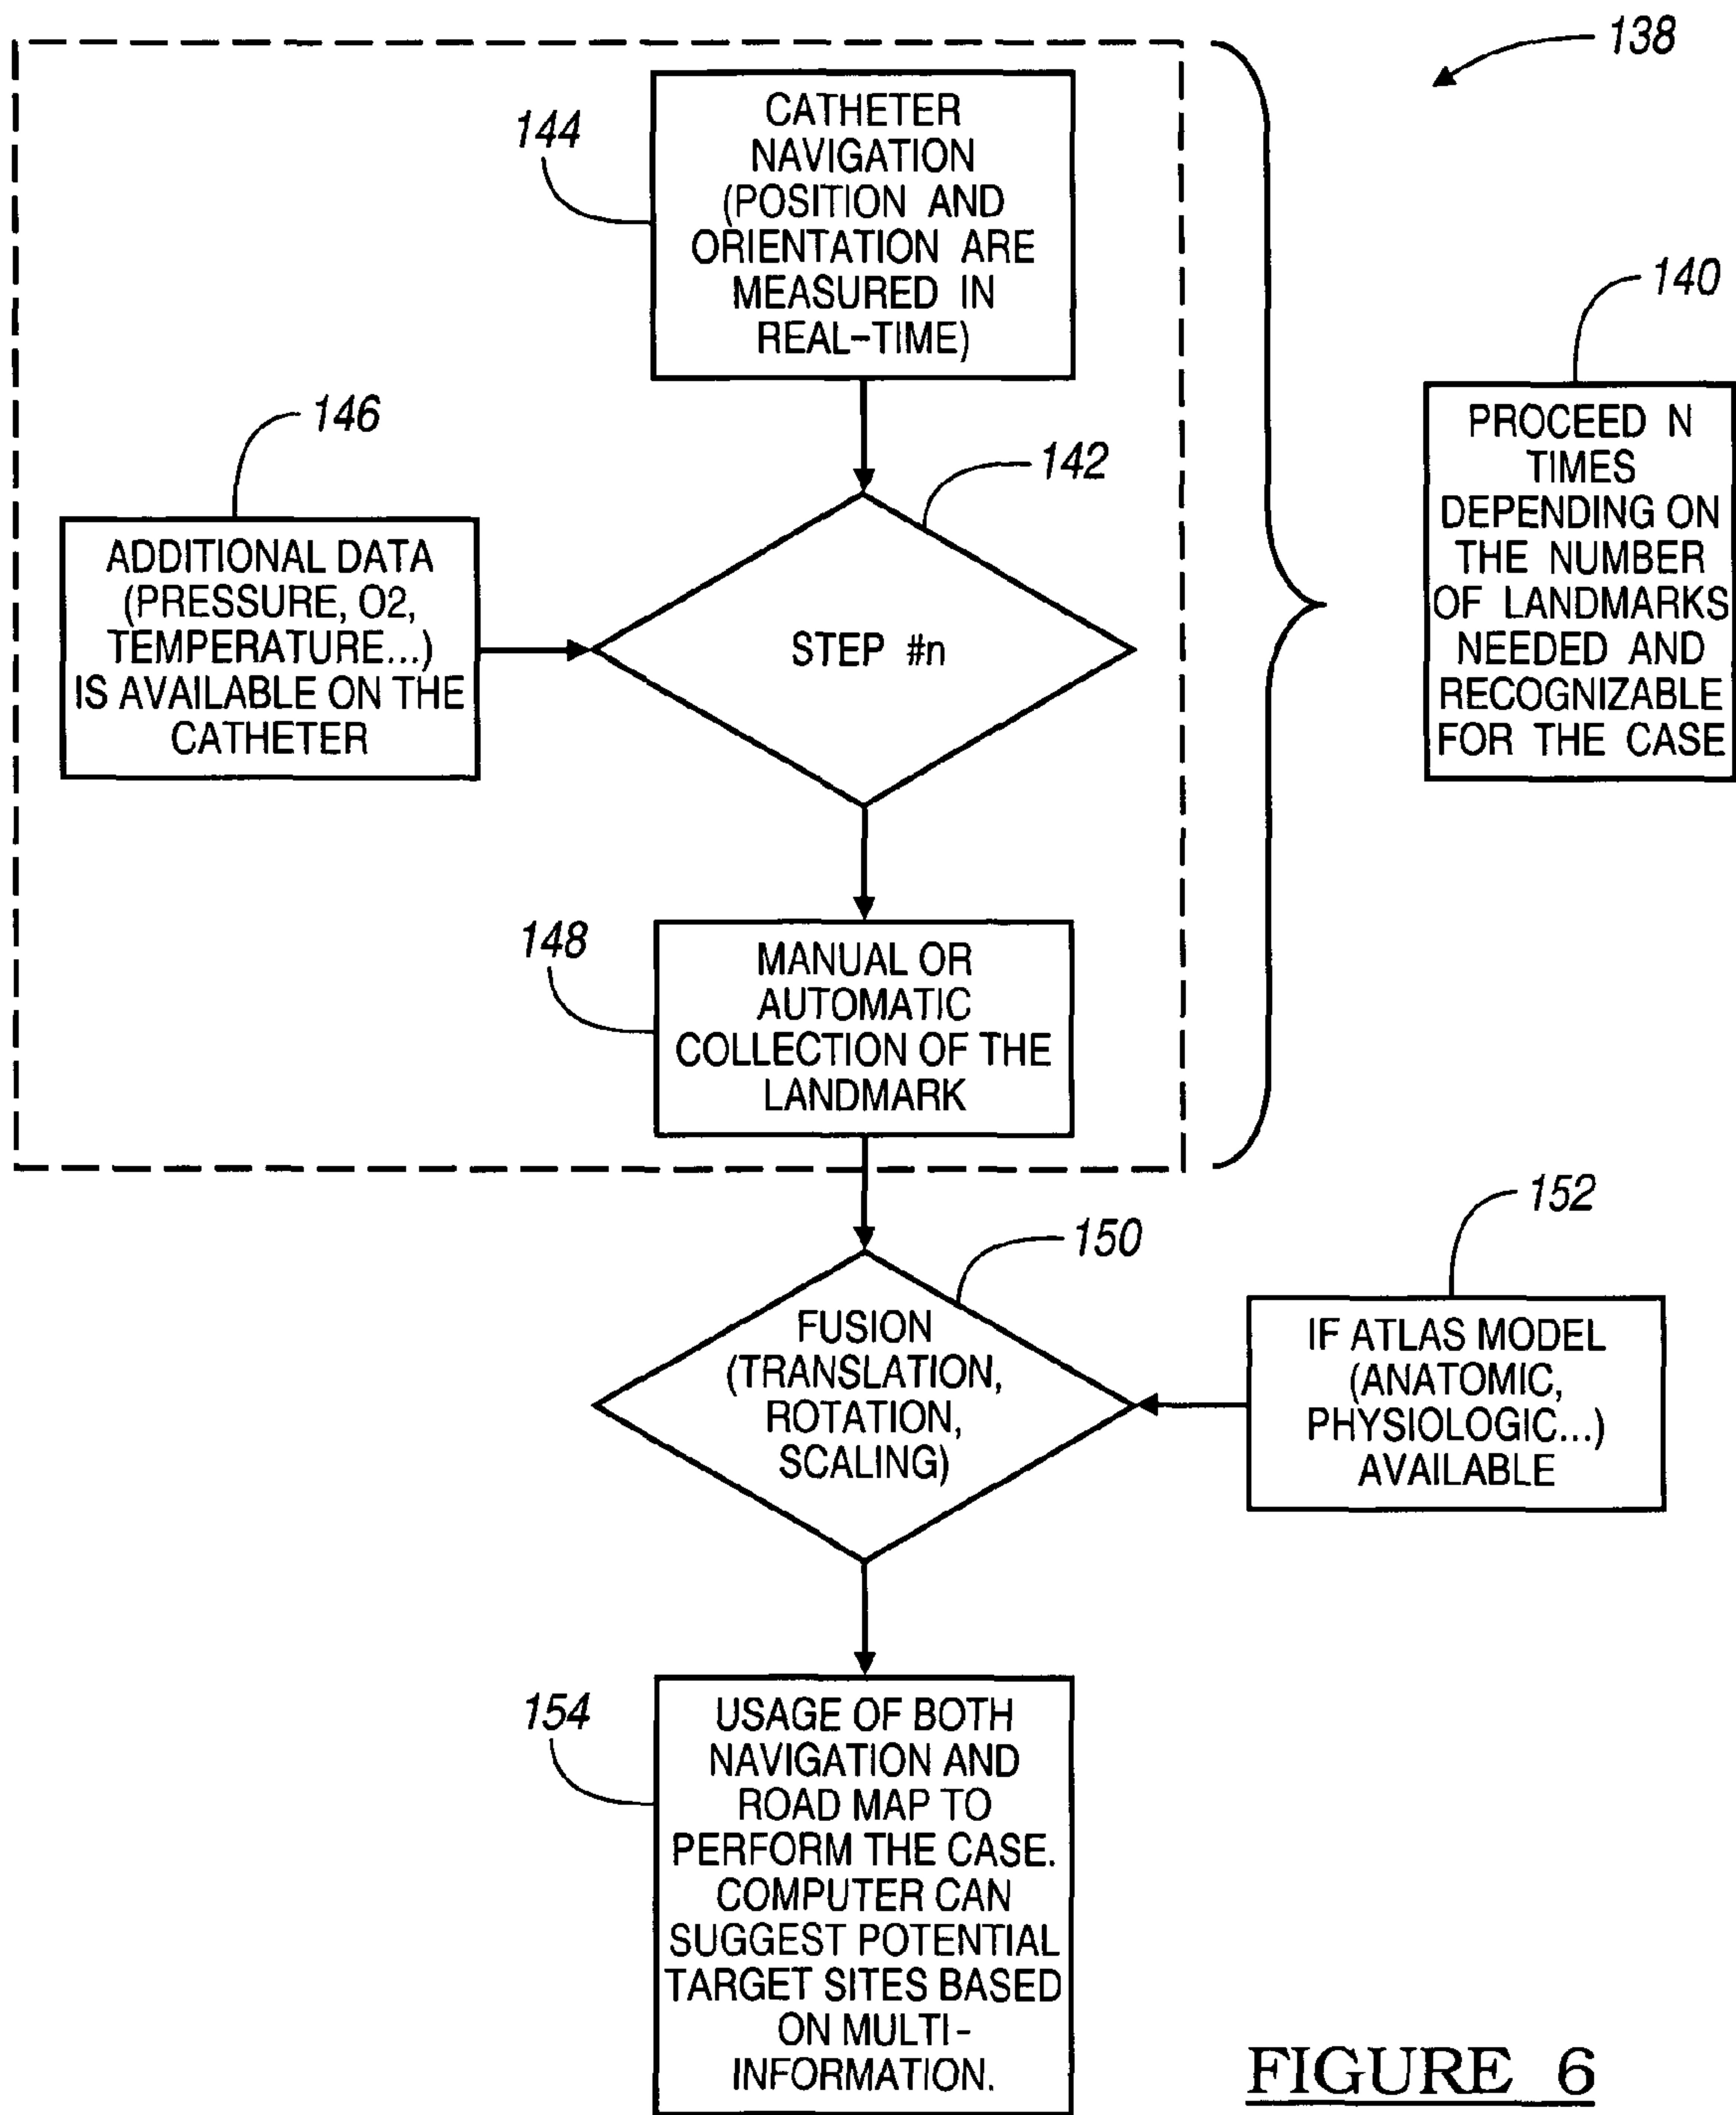 138
144
CATHETER
NAVIGATION
(POSITION AND
ORIENTATION ARE
MEASURED IN
REAL-TIME)
140
PROCEED N
TIMES
DEPENDING ON
THE NUMBER
OF LANDMARKS
NEEDED AND
RECOGNIZABLE
FOR THE CASE
146
ADDITIONAL DATA
(PRESSURE, O2,
TEMPERATURE...)
IS AVAILABLE ON THE
CATHETER
142
STEP #n
148
MANUAL OR
AUTOMATIC
COLLECTION OF THE
LANDMARK
150
FUSION
(TRANSLATION,
ROTATION,
SCALING)
152
IF ATLAS MODEL
(ANATOMIC,
PHYSIOLOGIC...)
AVAILABLE
154
USAGE OF BOTH
NAVIGATION AND
ROAD MAP TO
PERFORM THE CASE.
COMPUTER CAN
SUGGEST POTENTIAL
TARGET SITES BASED
ON MULTI-
INFORMATION.
FIGURE 6